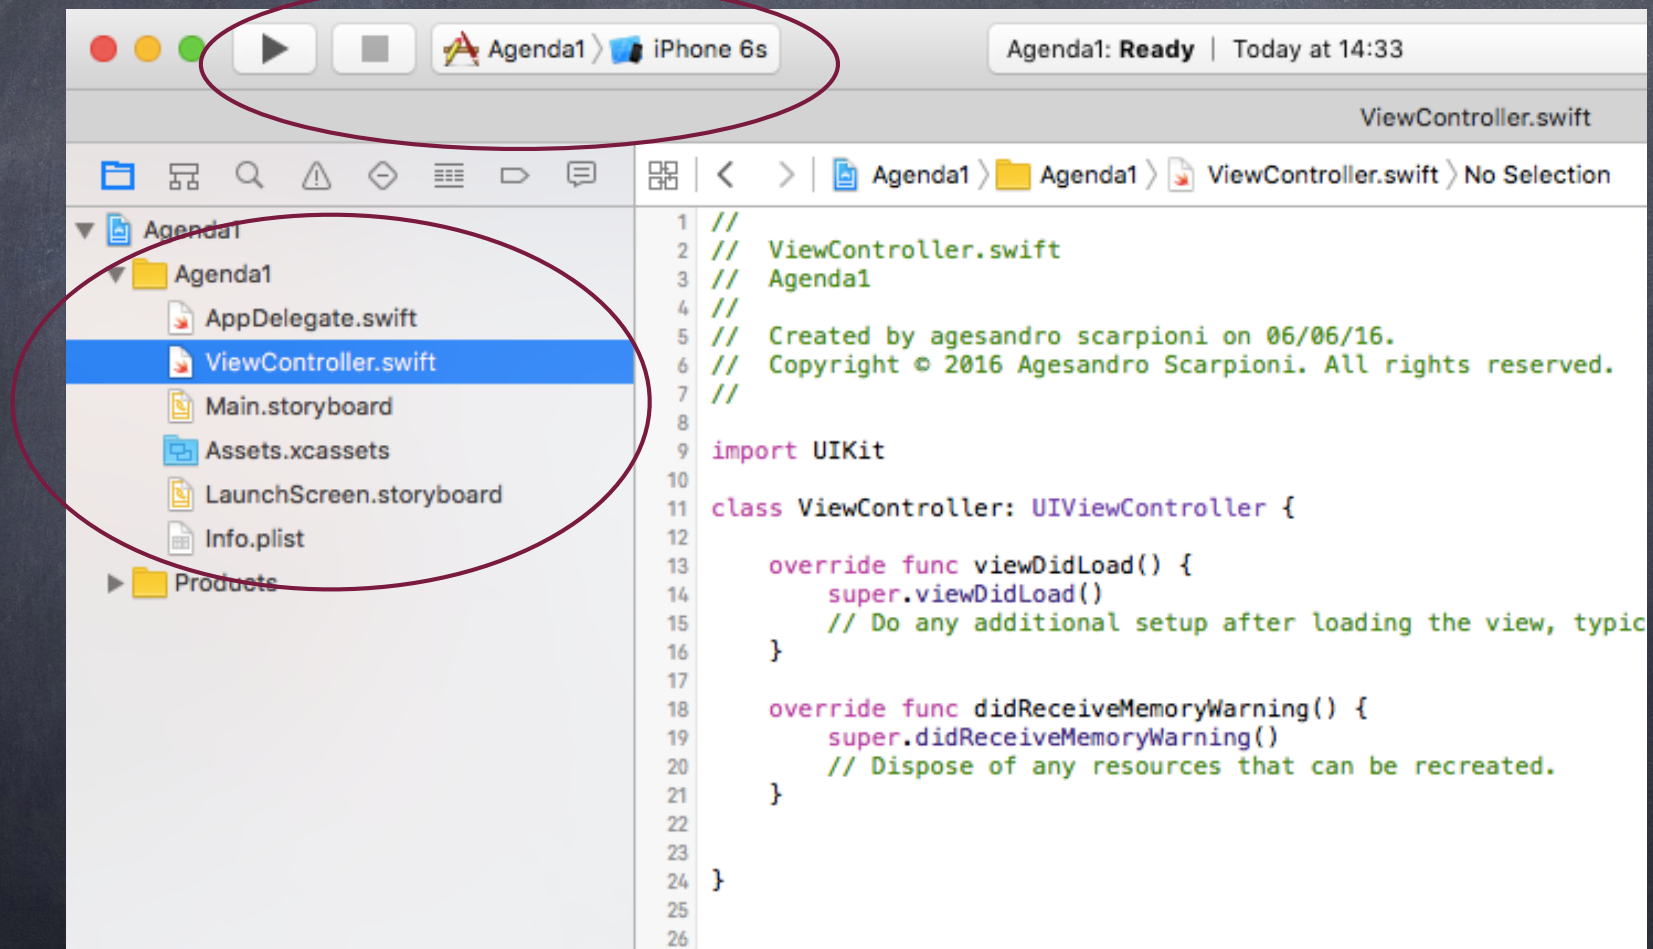 Agenda1 〉 iPhone 6s
Agenda1: Ready | Today at 14:33
ViewController.swift
Agenda1 〉 Agenda1 〉 ViewController.swift 〉 No Selection
Agenda1
Agenda1
AppDelegate.swift
ViewController.swift
Main.storyboard
Assets.xcassets
LaunchScreen.storyboard
Info.plist
Products
1 //
2 // ViewController.swift
3 // Agenda1
4 //
5 // Created by agesandro scarpioni on 06/06/16.
6 // Copyright © 2016 Agesandro Scarpioni. All rights reserved.
7 //
8
9 import UIKit
10
11 class ViewController: UIViewController {
12
13 override func viewDidLoad() {
14 super.viewDidLoad()
15 // Do any additional setup after loading the view, typic
16 }
17
18 override func didReceiveMemoryWarning() {
19 super.didReceiveMemoryWarning()
20 // Dispose of any resources that can be recreated.
21 }
22
23
24 }
25
26